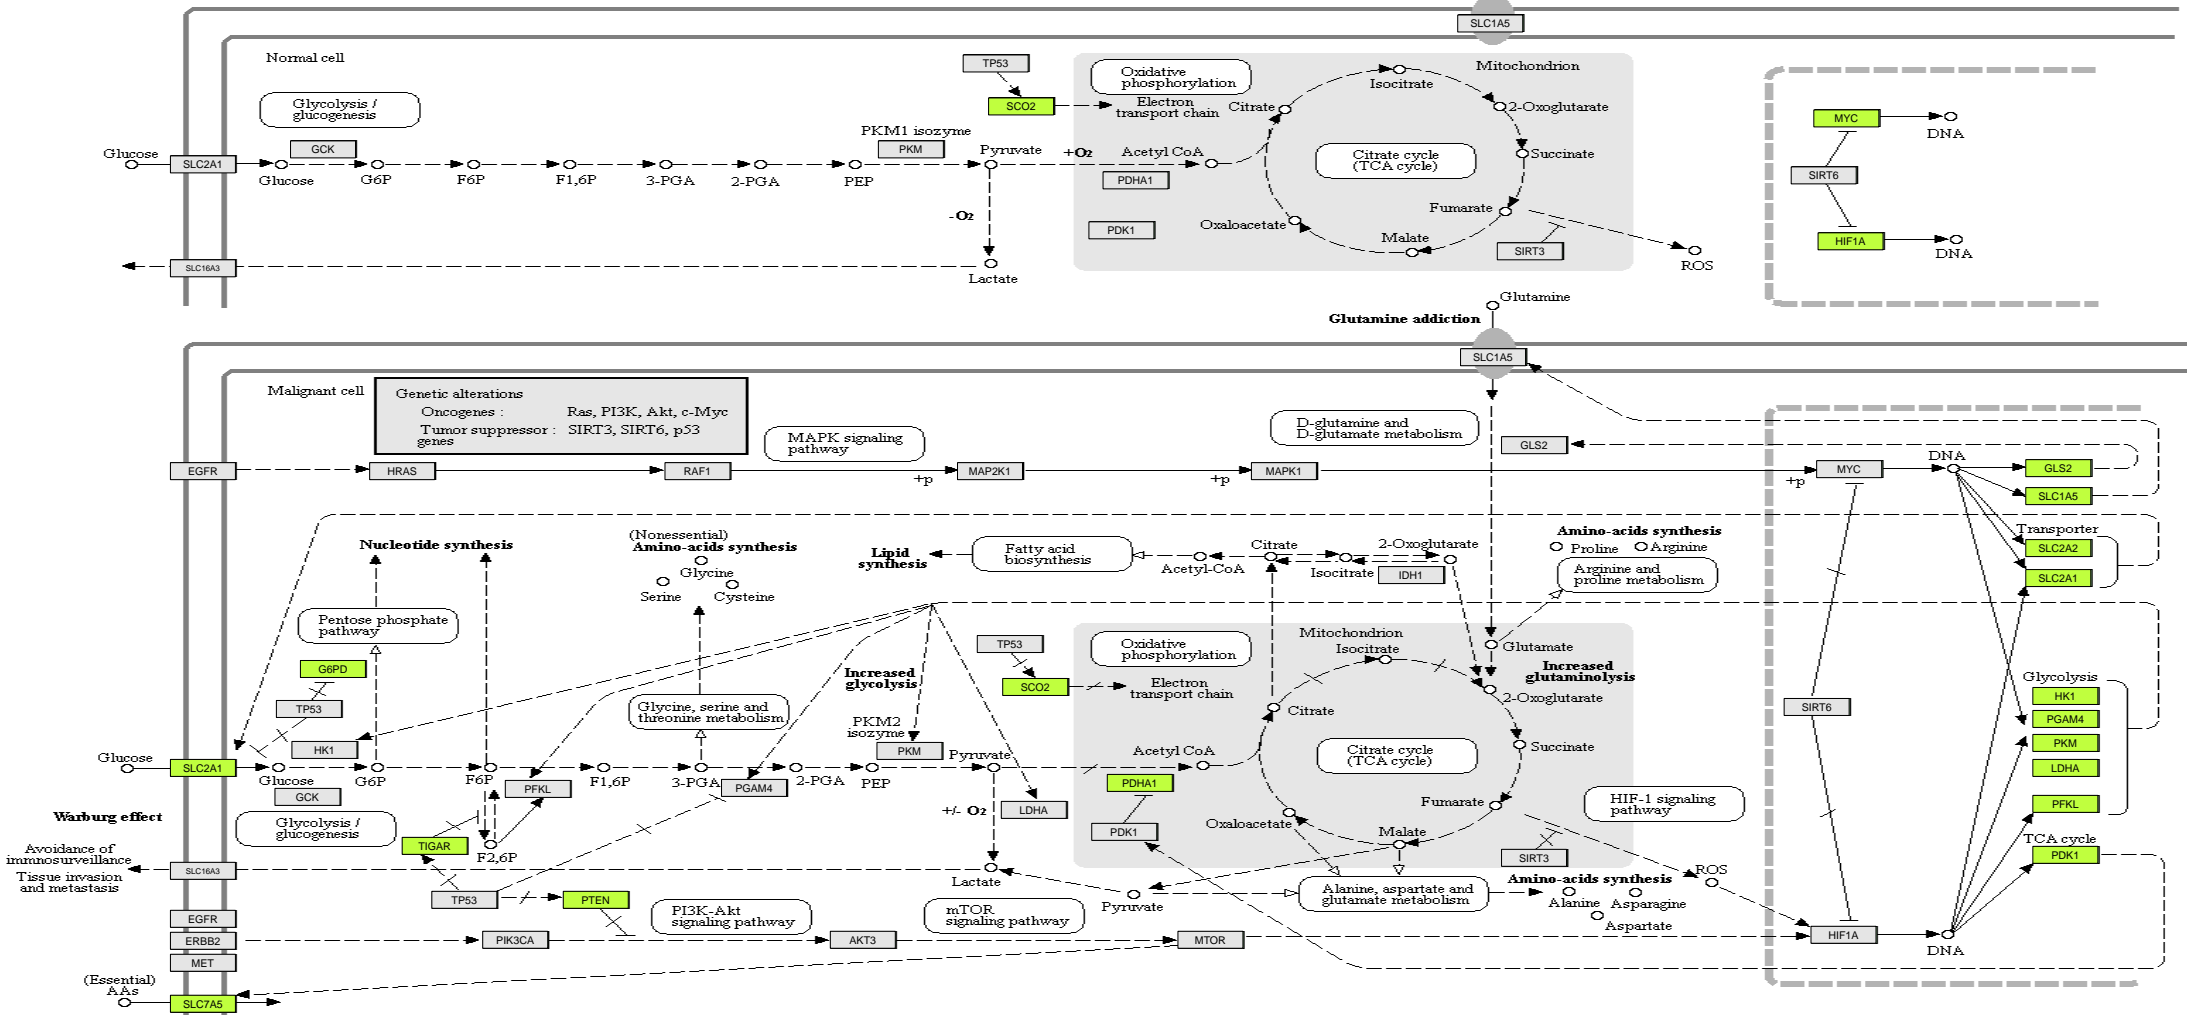 SLC1A5
Normal cell
TP53
Oxidative
phosphorylation
Mitochondrion
Isocitrate
Glycolysis /
glucogenesis
SCO2
Electron
transport chain
Citrate
2-Oxoglutarate
MYC
DNA
PKM1 isozyme
Glucose
SLC2A1
GCK
PKM
Pyruvate
+O2
Acetyl CoA
Citrate cycle
(TCA cycle)
Succinate
Glucose
G6P
F6P
F1,6P
3-PGA
2-PGA
PEP
PDHA1
SIRT6
-O2
PDK1
Oxaloacetate
Fumarate
Malate
SIRT3
HIF1A
DNA
SLC16A3
Lactate
ROS
Glutamine
Glutamine addiction
SLC1A5
Malignant cell
Genetic alterations
Oncogenes : Ras, PI3K, Akt, c-Myc
Tumor suppressor : SIRT3, SIRT6, p53
genes
MAPK signaling
pathway
D-glutamine and
D-glutamate metabolism
GLS2
EGFR
HRAS
RAF1
+p
MAP2K1
+p
MAPK1
+p
MYC
DNA
GLS2
SLC1A5
Nucleotide synthesis
(Nonessential)
Amino-acids synthesis
Glycine
Serine
Cysteine
Lipid
synthesis
Fatty acid
biosynthesis
Acetyl-CoA
Citrate
Isocitrate
2-Oxoglutarate
IDH1
Amino-acids synthesis
Proline
Arginine
Arginine and
proline metabolism
Transporter
SLC2A2
SLC2A1
Pentose phosphate
pathway
G6PD
TP53
HK1
Increased
glycolysis
Glycine, serine and
threonine metabolism
TP53
SCO2
Electron
transport chain
Oxidative
phosphorylation
Mitochondrion
Isocitrate
Glutamate
Increased
glutaminolysis
2-Oxoglutarate
Citrate
SIRT6
Glycolysis
HK1
PGAM4
PKM
LDHA
PFKL
PKM2
isozyme
PKM
Glucose
SLC2A1
Glucose
GCK
G6P
F6P
PFKL
F1,6P
3-PGA
PGAM4
2-PGA
PEP
Pyruvate
Acetyl CoA
Citrate cycle
(TCA cycle)
Succinate
PDHA1
PDK1
LDHA
+/- O2
Fumarate
HIF-1 signaling
pathway
Oxaloacetate
Malate
SIRT3
Warburg effect
Glycolysis /
glucogenesis
TIGAR
F2,6P
TCA cycle
PDK1
Avoidance of
immnosurveillance
Tissue invasion
and metastasis
SLC16A3
Lactate
ROS
TP53
PTEN
PI3K-Akt
signaling pathway
mTOR
signaling pathway
Pyruvate
Alanine, aspartate and
glutamate metabolism
Amino-acids synthesis
Alanine
Asparagine
Aspartate
EGFR
ERBB2
MET
PIK3CA
AKT3
MTOR
HIF1A
DNA
(Essential)
AAs
SLC7A5